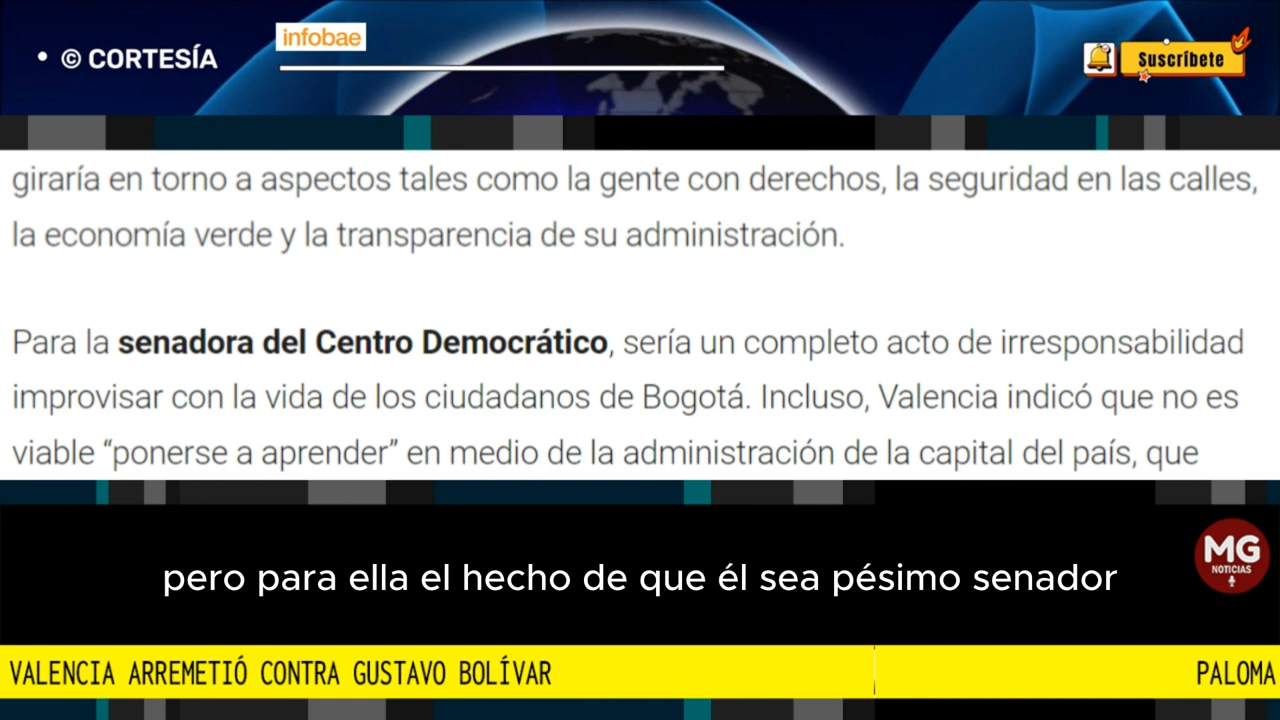 • © CORTESÍA
infobae
Suscríbete
giraría en torno a aspectos tales como la gente con derechos, la seguridad en las calles,
la economía verde y la transparencia de su administración.
Para la senadora del Centro Democrático, sería un completo acto de irresponsabilidad
improvisar con la vida de los ciudadanos de Bogotá. Incluso, Valencia indicó que no es
viable “ponerse a aprender” en medio de la administración de la capital del país, que
MG
NOTICIAS
pero para ella el hecho de que él sea pésimo senador
VALENCIA ARREMETIÓ CONTRA GUSTAVO BOLÍVAR
PALOMA